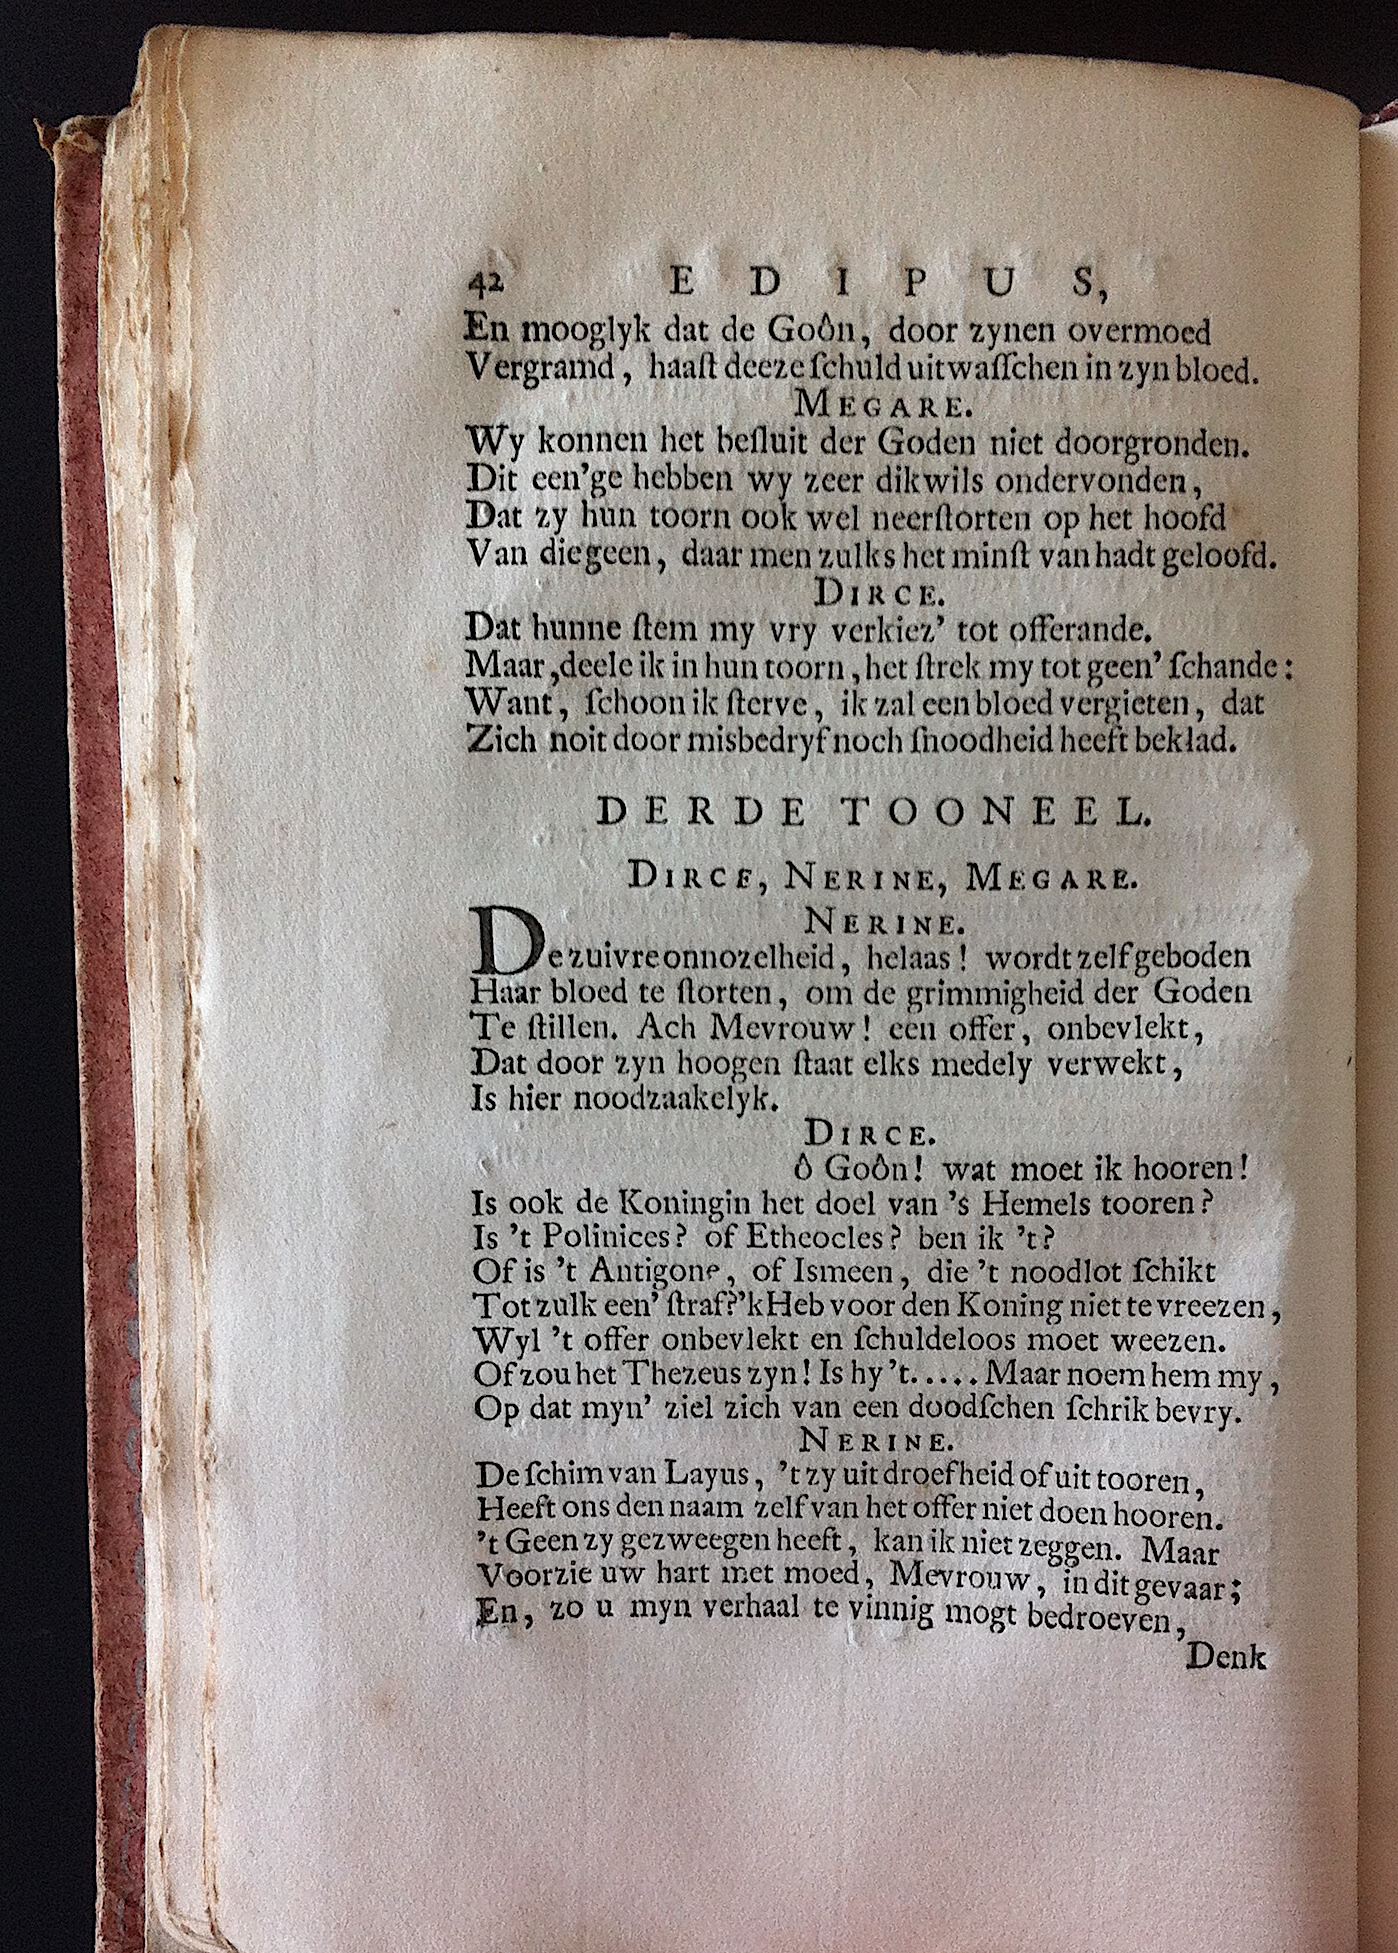 42 EDIPUS,
En mooglyk dat de Goôn, door zynen overmoed
Vergramd, haaſt deeze ſchuld uitwaſſchen in zyn bloed.
MEGARE.
Wy konnen het beſluit der Goden niet doorgronden.
Dit een'ge hebben wy zeer dikwils ondervonden,
Dat zy hun toorn ook wel neerſtorten op het hoofd
Van diegeen, daar men zulks het minſt van hadt geloofd.
DIRCE.
Dat hunne ſtem my vry verkiez' tot offerande.
Maar, deele ik in hun toorn, het ſtrek my tot geen' ſchande:
Want, ſchoon ik ſterve, ik zal een bloed vergieten, dat
Zich noit door misbedryf noch ſnoodheid heeft beklad.
DERDE TOONEEL.
DIRCE, NERINE, MEGARE.
NERINE.
De zuivre onnozelheid, helaas! wordt zelf geboden
Haar bloed te ſtorten, om de grimmigheid der Goden
Te ſtillen. Ach Mevrouw! een offer, onbevlekt,
Dat door zyn hoogen ſtaat elks medely verwekt,
Is hier noodzaakelyk.
DIRCE.
ô Goôn! wat moet ik hooren!
Is ook de Koningin het doel van 's Hemels tooren?
Is 't Polinices? of Etheocles? ben ik 't?
Of is 't Antigone, of Ismeen, die 't noodlot ſchikt
Tot zulk een' ſtraf? 'k Heb voor den Koning niet te vreezen,
Wyl 't offer onbevlekt en ſchuldeloos moet weezen.
Of zou het Thezeus zyn! Is hy 't..... Maar noem hem my,
Op dat myn' ziel zich van een doodſchen ſchrik bevry.
NERINE.
De ſchim van Layus, 't zy uit droefheid of uit tooren,
Heeft ons den naam zelf van het offer niet doen hooren.
't Geen zy gezweegen heeft, kan ik niet zeggen. Maar
Voorzie uw hart met moed, Mevrouw, in dit gevaar;
En, zo u myn verhaal te vinnig mogt bedroeven,
Denk